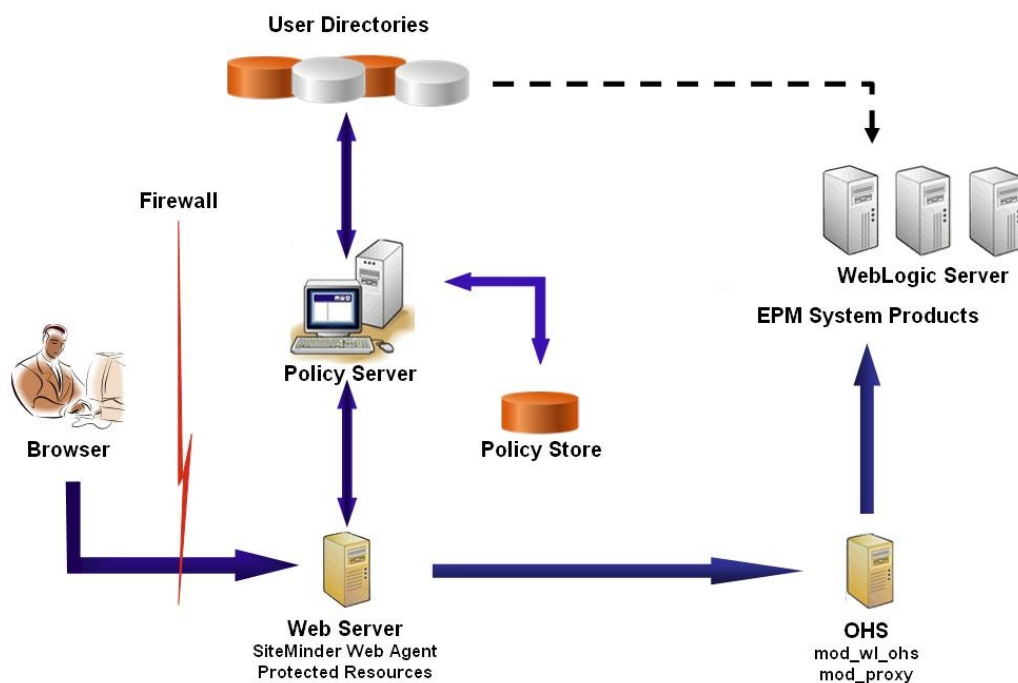 User Directories
Firewall
WebLogic Server
EPM System Products
Policy Server
Browser
Policy Store
Web Server
SiteMinder Web Agent
Protected Resources
OHS
mod_wl_ohs
mod_proxy